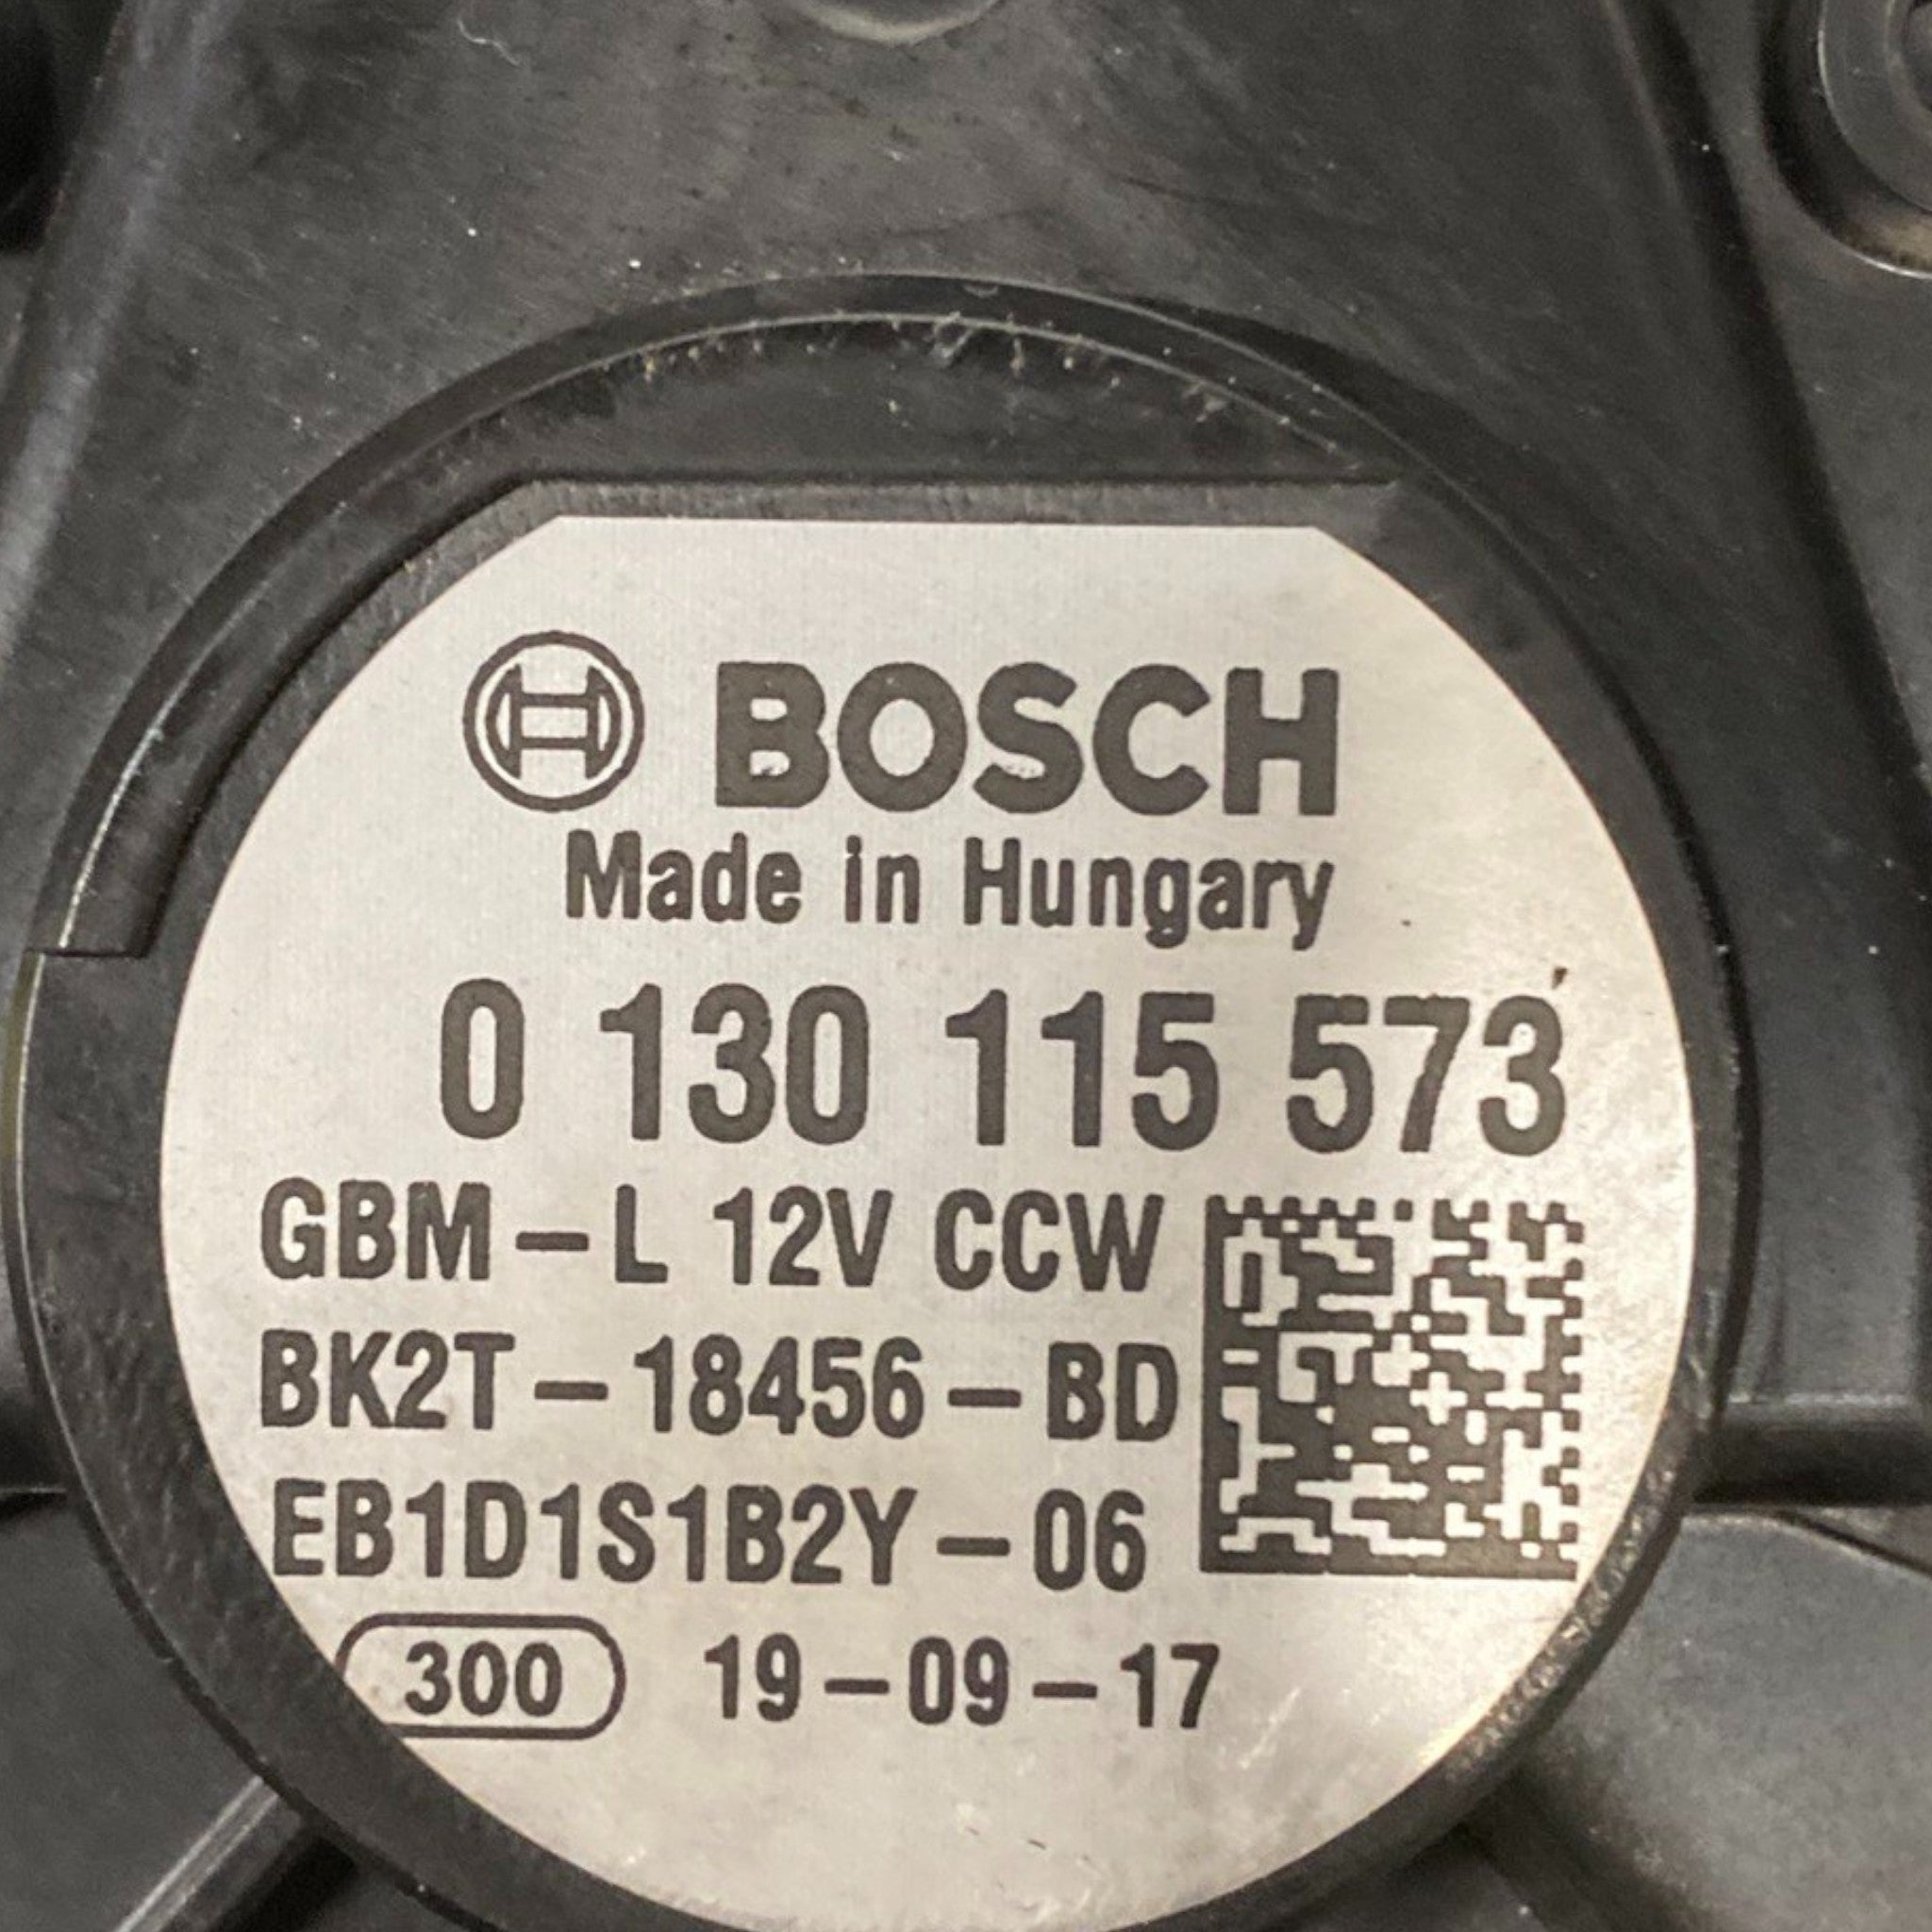 BOSCH
Made in Hungary
0 130 115 573
GBM-L 12V CCW
BK2T-18456-BD
EB1D1S1B2Y-06
300 19-09-17